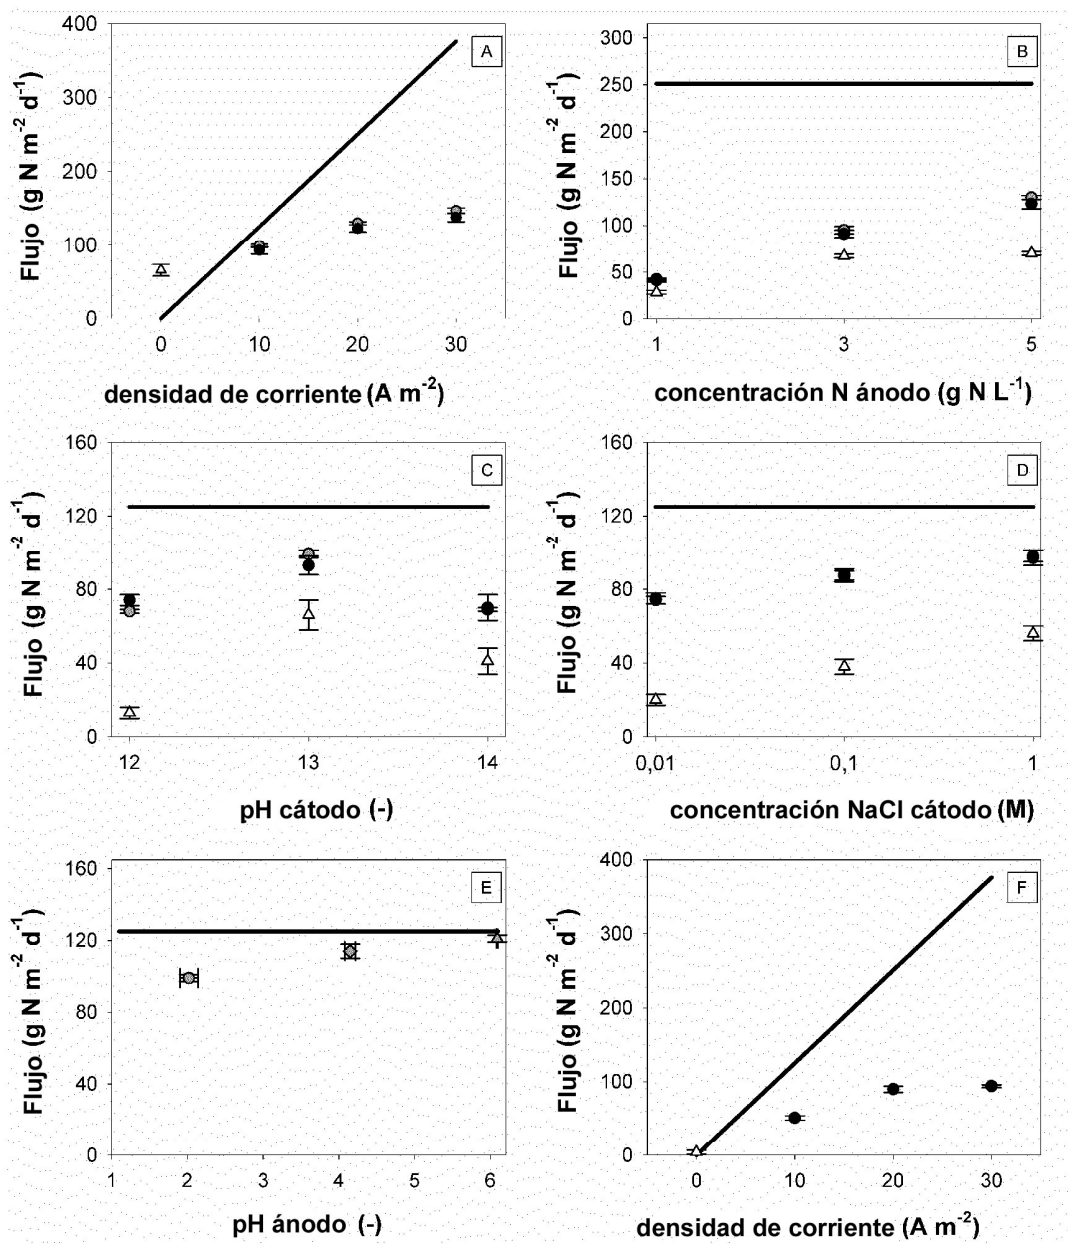 A
Flujo (g N m⁻² d⁻¹)
400
300
200
100
0
0 10 20 30
densidad de corriente (A m⁻²)
B
Flujo (g N m⁻² d⁻¹)
300
250
200
150
100
50
0
1 3 5
concentración N ánodo (g N L⁻¹)
C
Flujo (g N m⁻² d⁻¹)
160
120
80
40
0
12 13 14
pH cátodo (-)
D
Flujo (g N m⁻² d⁻¹)
160
120
80
40
0
0,01 0,1 1
concentración NaCl cátodo (M)
E
Flujo (g N m⁻² d⁻¹)
160
120
80
40
0
1 2 3 4 5 6
pH ánodo (-)
F
Flujo (g N m⁻² d⁻¹)
400
300
200
100
0
0 10 20 30
densidad de corriente (A m⁻²)